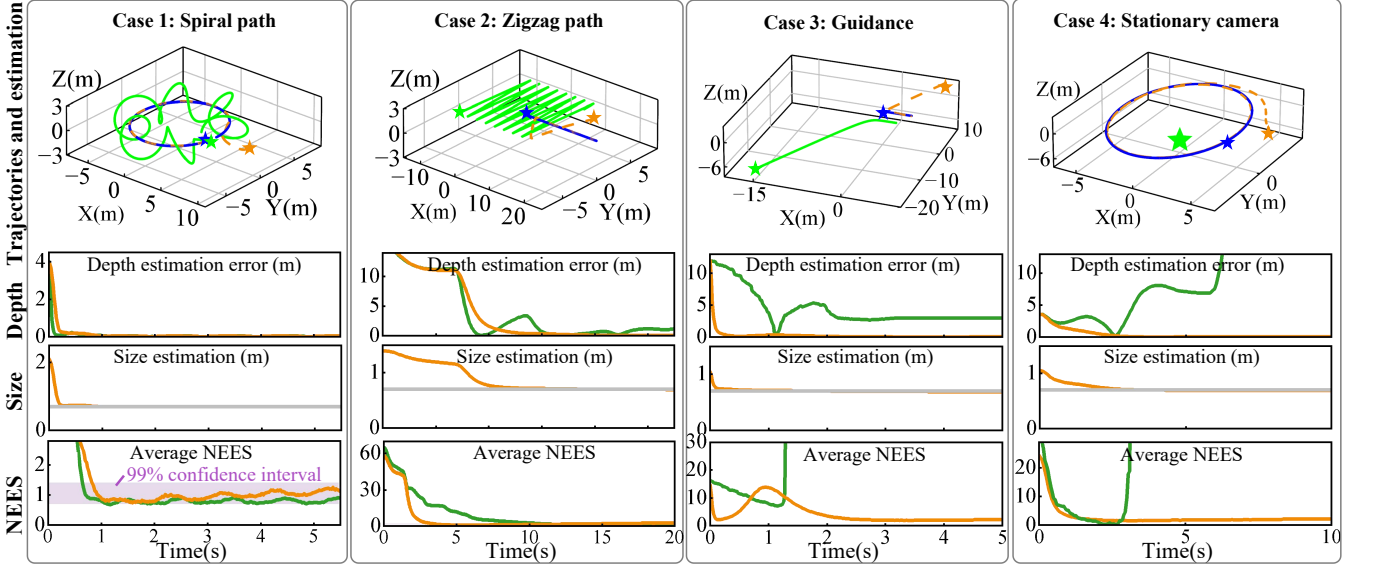 Trajectories and estimation
Depth
Size
NEES
Case 1: Spiral path
Z(m)
3
0
−3
−5
0
5
10
X(m)
−5
0
5
Y(m)
Depth estimation error (m)
4
2
0
Size estimation (m)
2
0
Average NEES
99% confidence interval
2
1
0
0 1 2 3 4 5
Time(s)
Case 2: Zigzag path
Z(m)
3
0
−3
−10
0
10
20
X(m)
−5
0
5
Y(m)
Depth estimation error (m)
10
5
0
Size estimation (m)
1
0
Average NEES
60
30
0
0 5 10 15 20
Time(s)
Case 3: Guidance
Z(m)
0
−6
−15
0
X(m)
−20
−10
0
10
Y(m)
Depth estimation error (m)
10
5
0
Size estimation (m)
1
0
Average NEES
30
20
10
0
0 1 2 3 4 5
Time(s)
Case 4: Stationary camera
Z(m)
0
−6
−5
0
5
X(m)
0
Y(m)
Depth estimation error (m)
10
5
0
Size estimation (m)
1
0
Average NEES
20
10
0
0 5 10
Time(s)